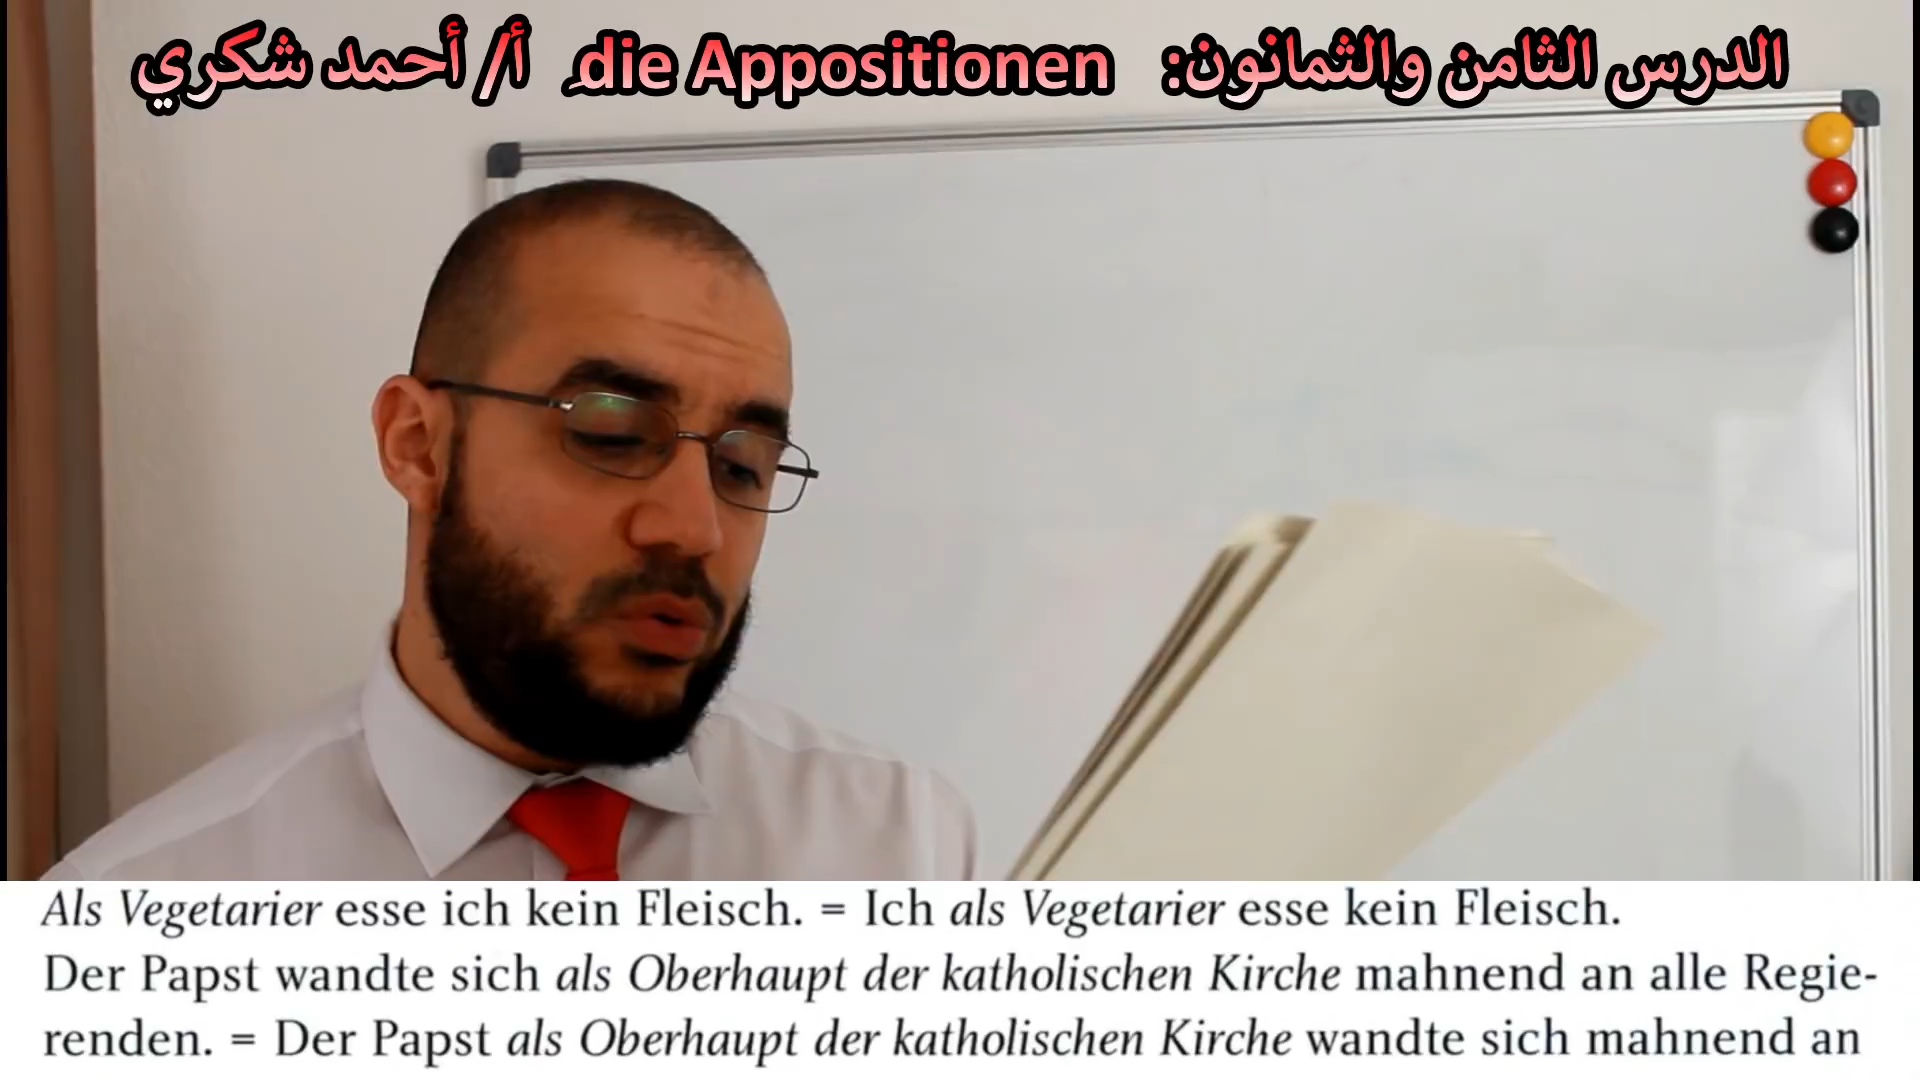 الدرس الثامن والثمانون: die Appositionen أ/ أحمد شكري
Als Vegetarier esse ich kein Fleisch. = Ich als Vegetarier esse kein Fleisch.
Der Papst wandte sich als Oberhaupt der katholischen Kirche mahnend an alle Regie-
renden. = Der Papst als Oberhaupt der katholischen Kirche wandte sich mahnend an